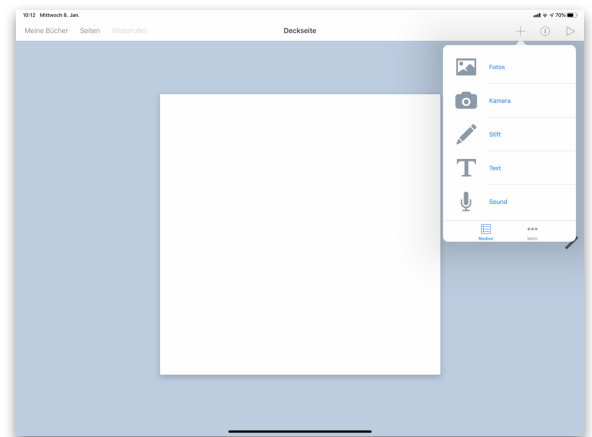 10:12 Mittwoch 8. Jan.
70%
Meine Bücher Seiten Widerrufen Deckseite
Fotos
Kamera
Stift
Text
Sound
Medien Mehr